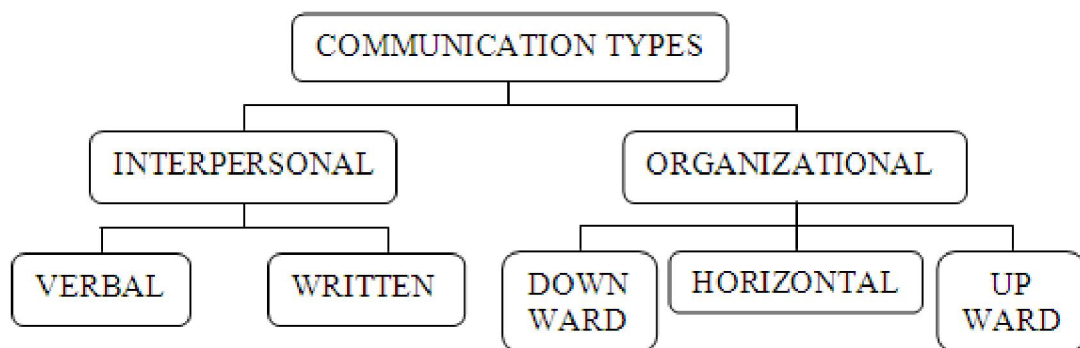 COMMUNICATION TYPES
INTERPERSONAL
ORGANIZATIONAL
VERBAL
WRITTEN
DOWN
WARD
HORIZONTAL
UP
WARD